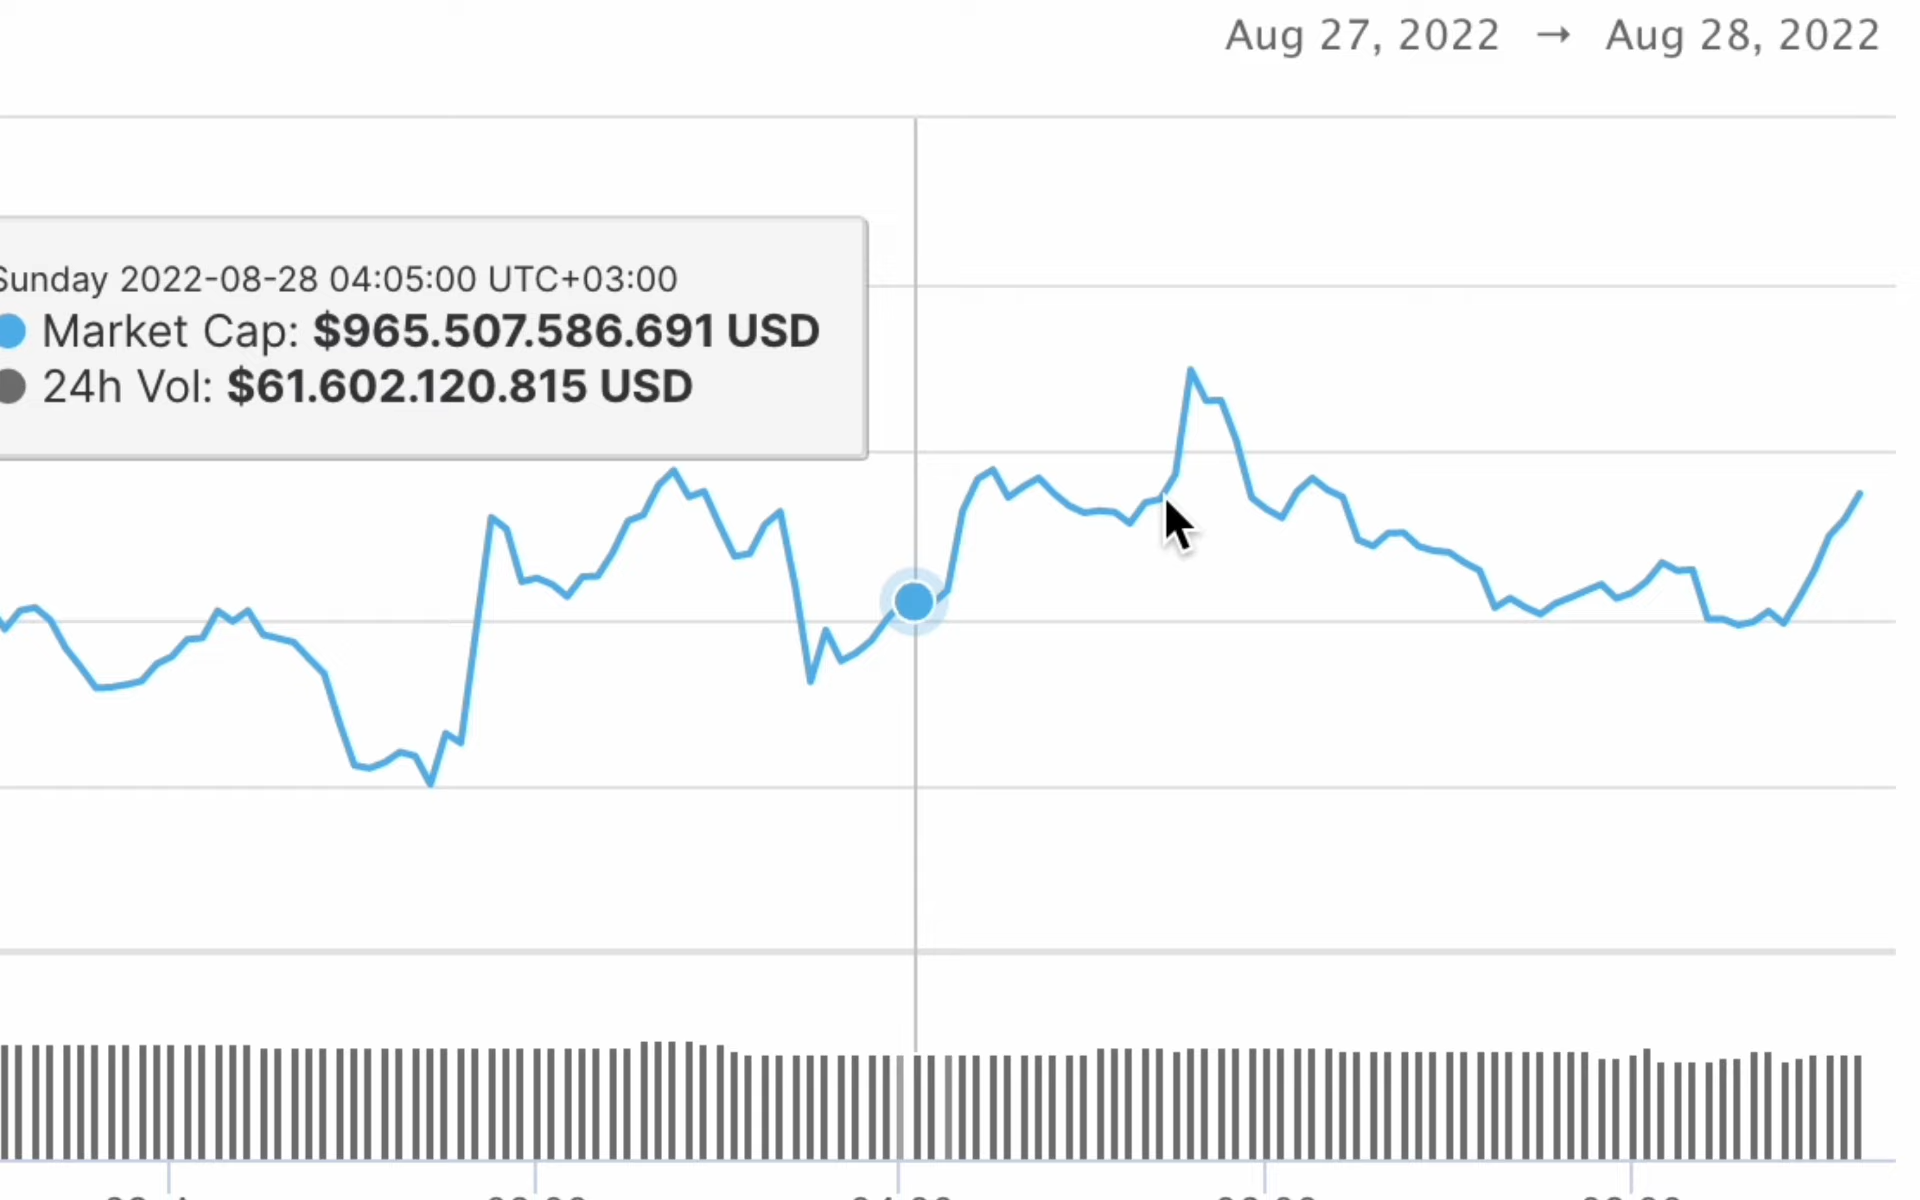 Aug 27, 2022 → Aug 28, 2022
Sunday 2022-08-28 04:05:00 UTC+03:00
Market Cap: $965.507.586.691 USD
24h Vol: $61.602.120.815 USD